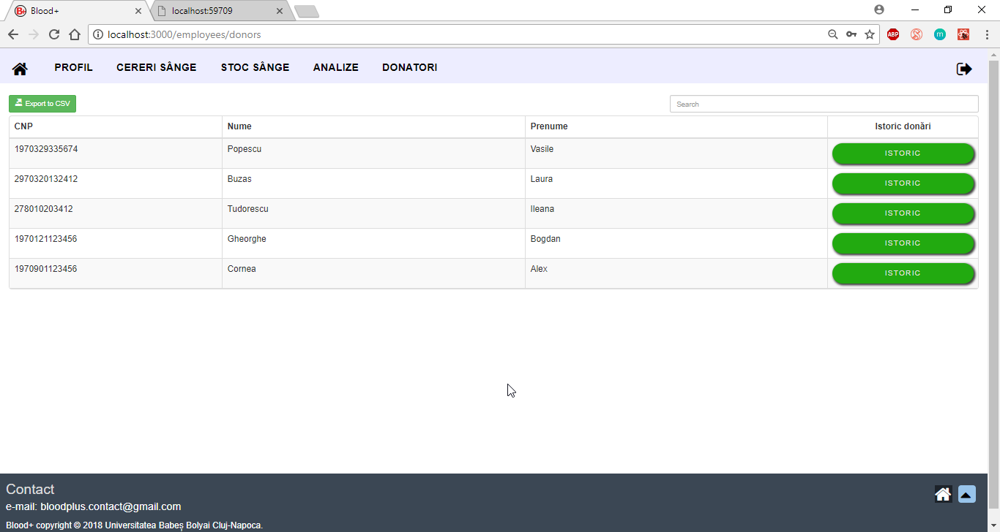 Blood+
localhost:59709
localhost:3000/employees/donors
ABP
m
PROFIL CERERI SÂNGE STOC SÂNGE ANALIZE DONATORI
Export to CSV
Search
CNP Nume Prenume Istoric donări
1970329335674 Popescu Vasile ISTORIC
2970320132412 Buzas Laura ISTORIC
278010203412 Tudorescu Ileana ISTORIC
1970121123456 Gheorghe Bogdan ISTORIC
1970901123456 Cornea Alex ISTORIC
Contact
e-mail: bloodplus.contact@gmail.com
Blood+ copyright © 2018 Universitatea Babeș Bolyai Cluj-Napoca.